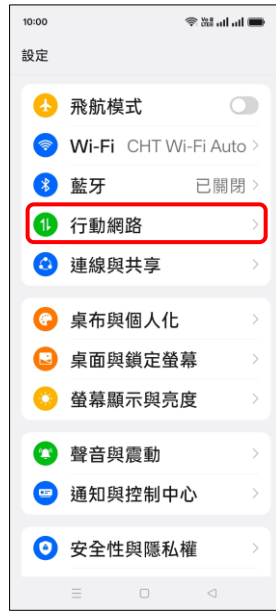 10:00
設定
飛航模式
Wi-Fi CHT Wi-Fi Auto
藍牙 已關閉
行動網路
連線與共享
桌布與個人化
桌面與鎖定螢幕
螢幕顯示與亮度
聲音與震動
通知與控制中心
安全性與隱私權